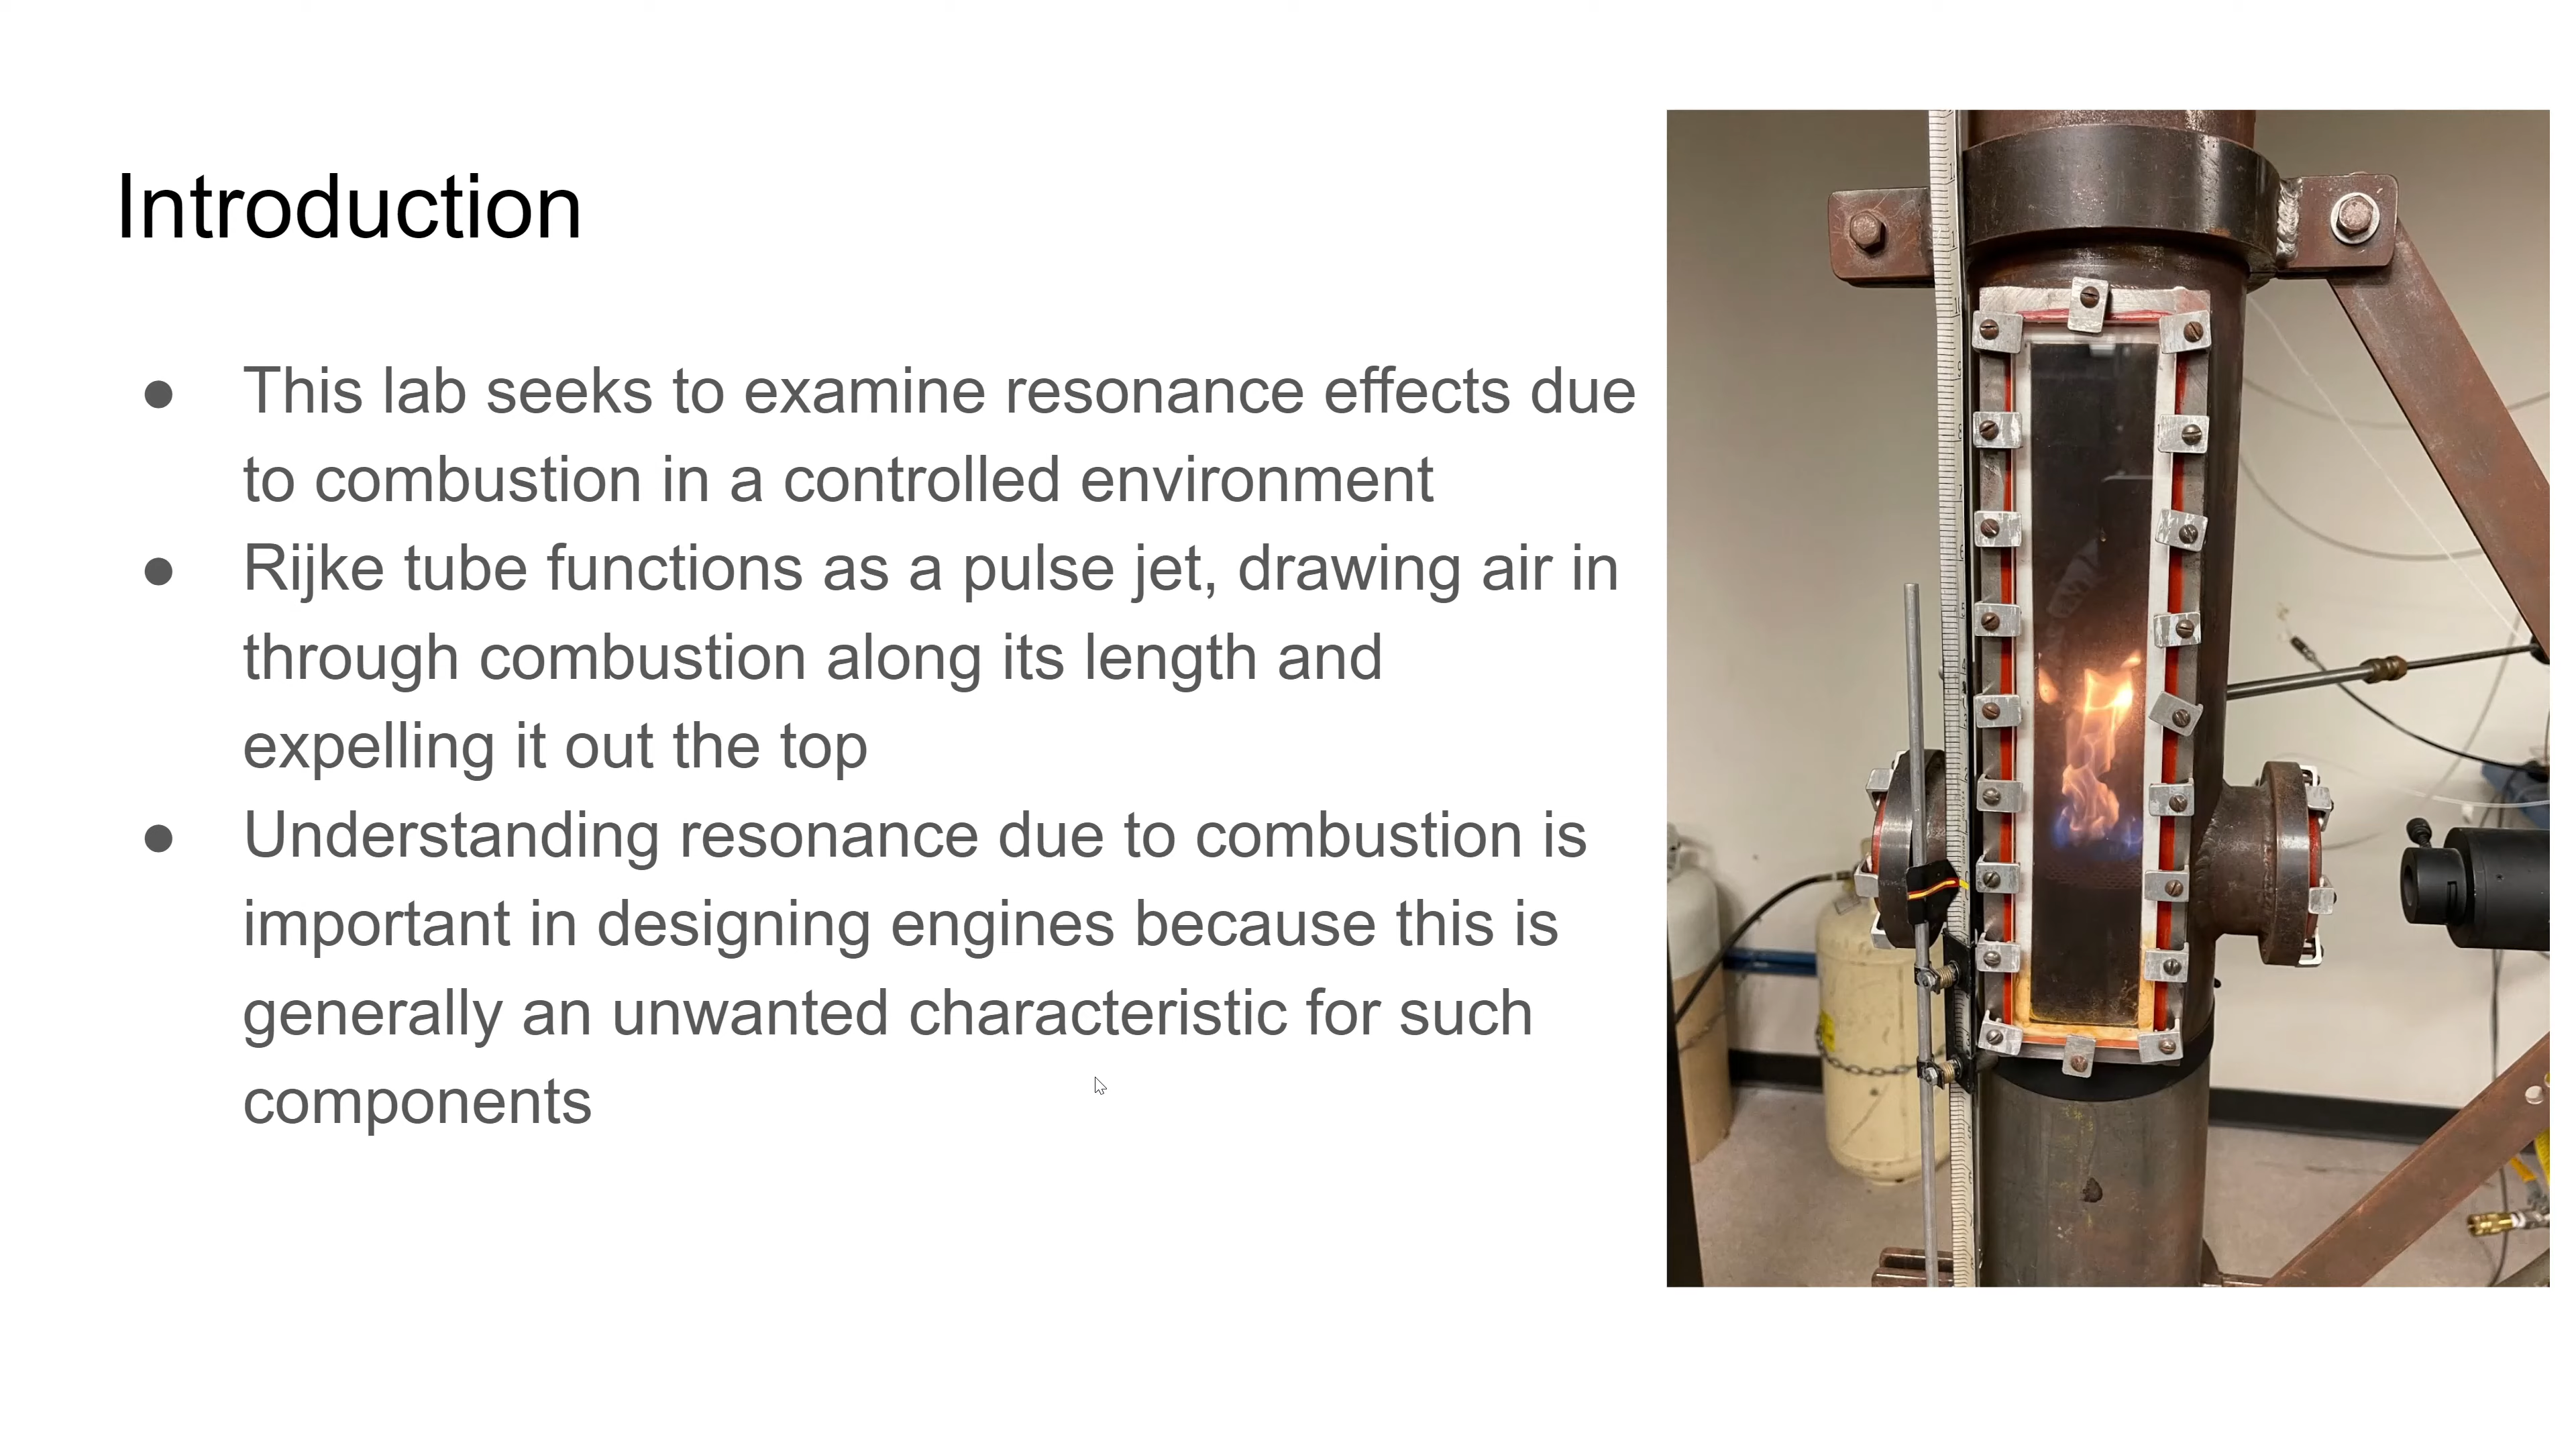 Introduction
● This lab seeks to examine resonance effects due
to combustion in a controlled environment
● Rijke tube functions as a pulse jet, drawing air in
through combustion along its length and
expelling it out the top
● Understanding resonance due to combustion is
important in designing engines because this is
generally an unwanted characteristic for such
components